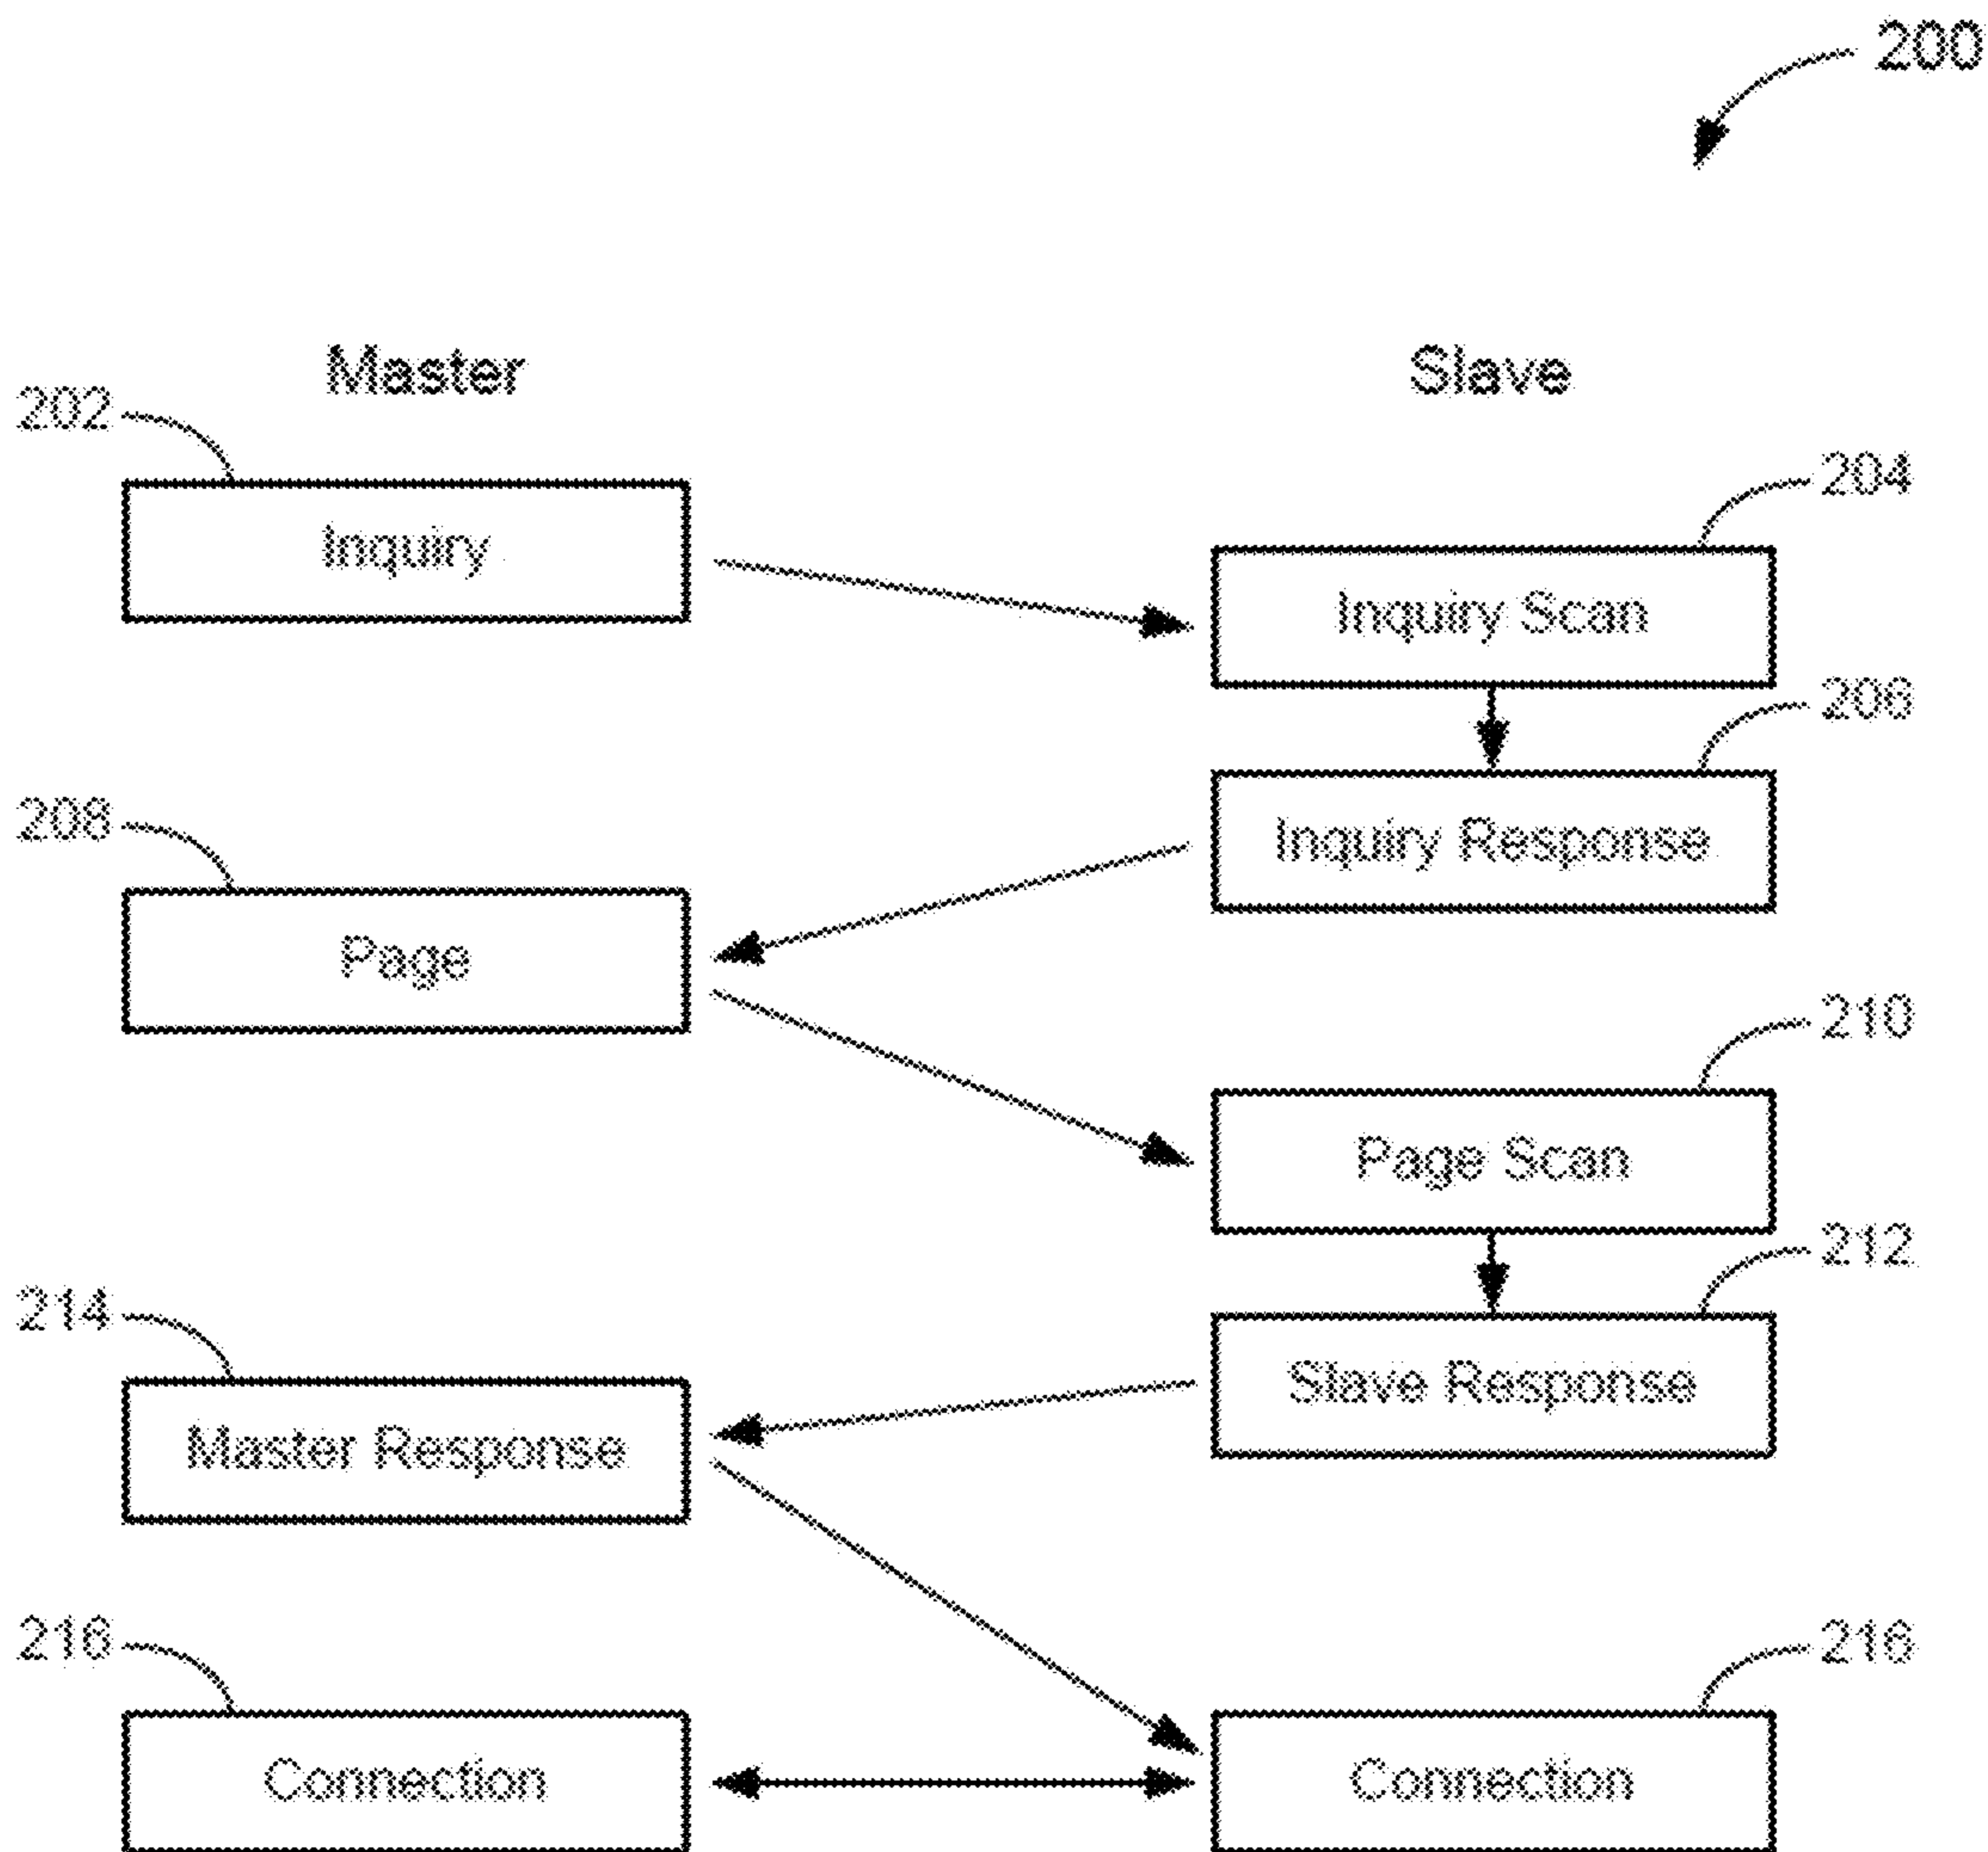 200
Master
Slave
202
Inquiry
204
Inquiry Scan
206
Inquiry Response
208
Page
210
Page Scan
212
Slave Response
214
Master Response
216
Connection
216
Connection